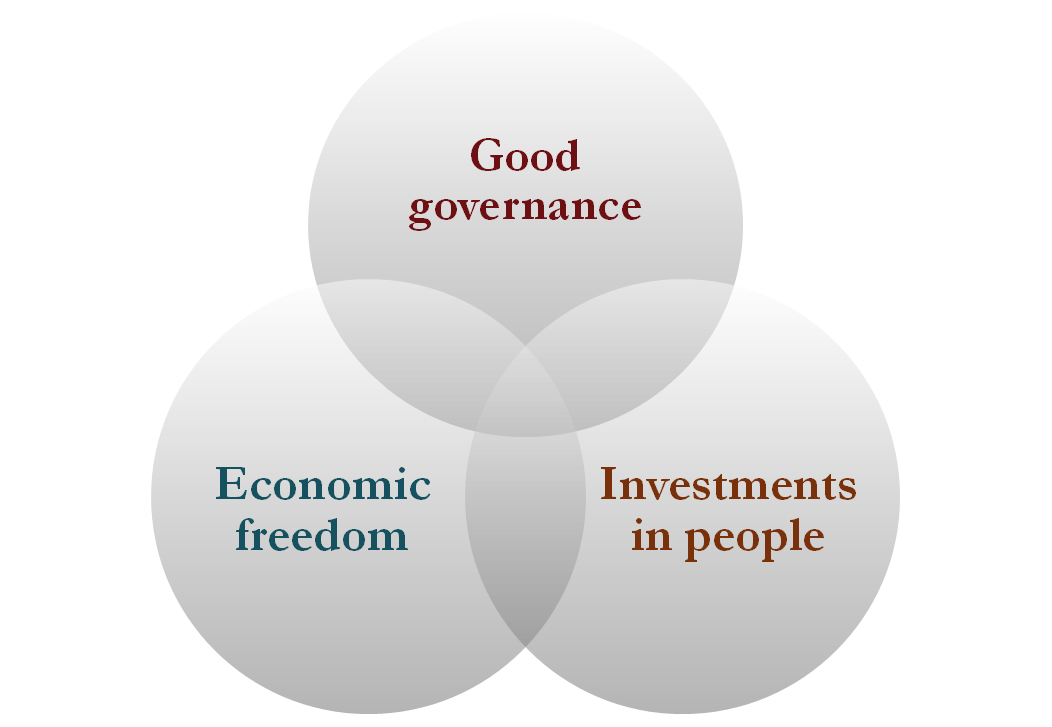 Good
governance
Economic
freedom
Investments
in people